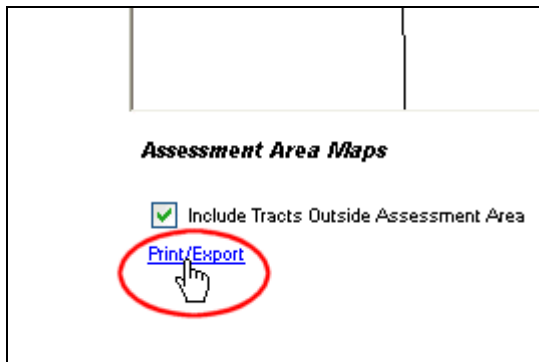 Assessment Area Maps
Include Tracts Outside Assessment Area
Print/Export